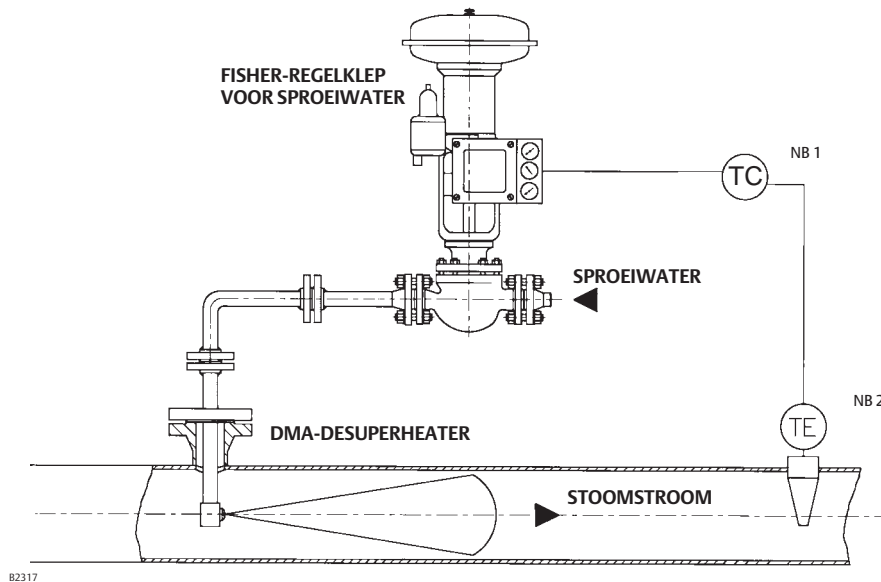 FISHER-REGELKLEP
VOOR SPROEIWATER
TC
NB 1
SPROEIWATER
NB 2
TE
DMA-DESUPERHEATER
STOOMSTROOM
B2317